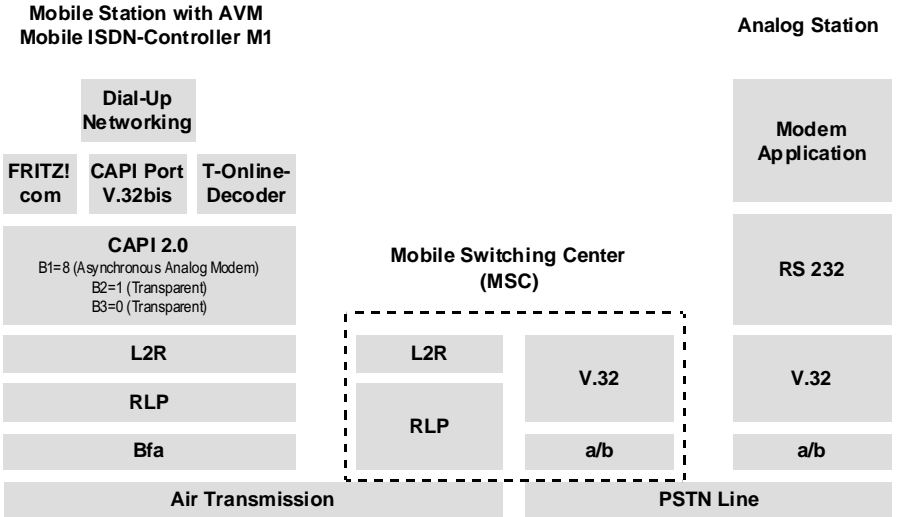 Mobile Station with AVM
Mobile ISDN-Controller M1
Analog Station
Dial-Up
Networking
FRITZ!
com
CAPI Port
V.32bis
T-Online-
Decoder
CAPI 2.0
B1=8 (Asynchronous Analog Modem)
B2=1 (Transparent)
B3=0 (Transparent)
L2R
RLP
Bfa
Mobile Switching Center
(MSC)
L2R
RLP
V.32
a/b
Modem
Application
RS 232
V.32
a/b
Air Transmission
PSTN Line